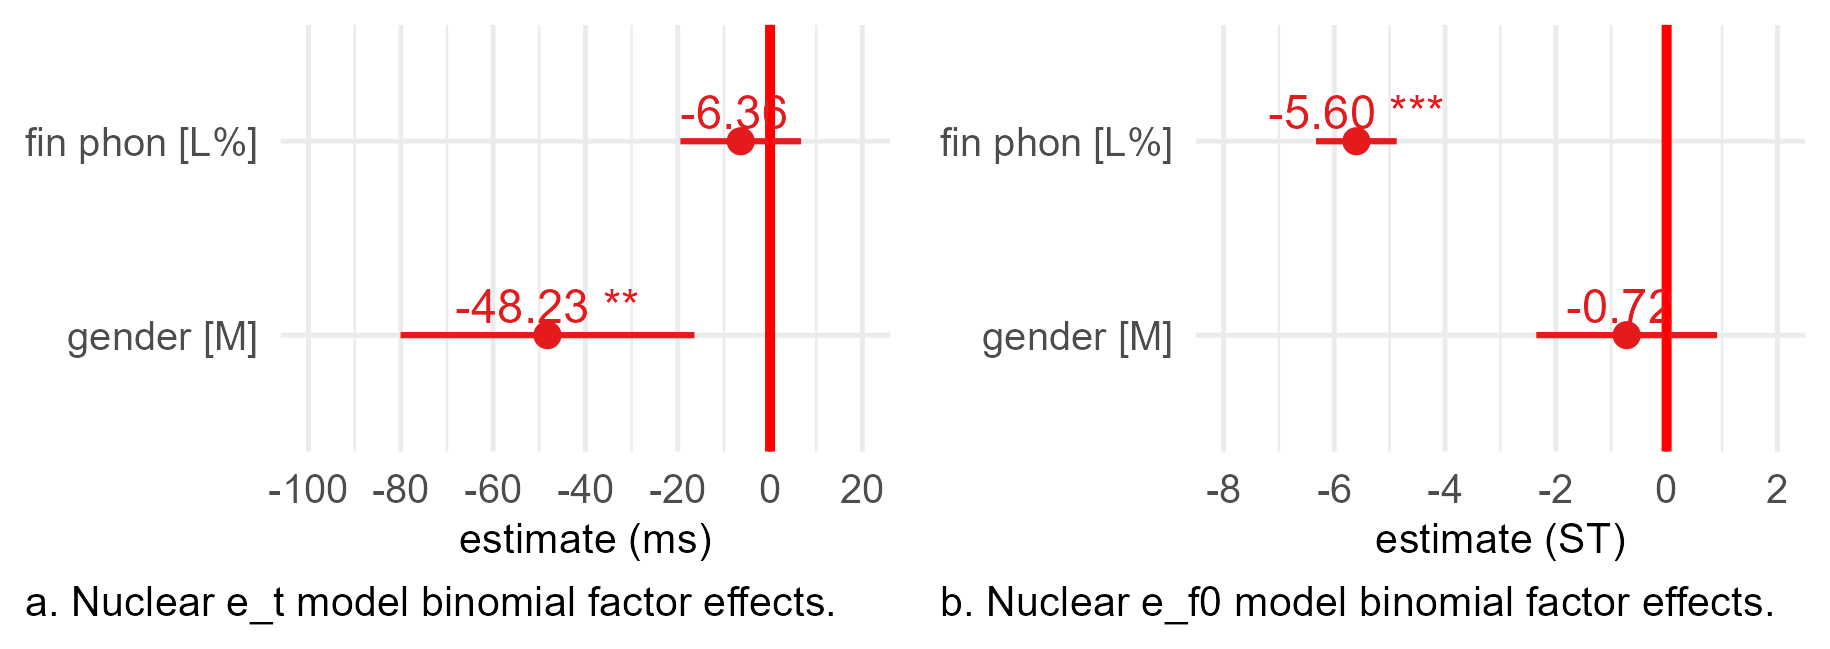 -6.36
fin phon [L%]
-48.23 **
gender [M]
-100 -80 -60 -40 -20 0 20
estimate (ms)
a. Nuclear e_t model binomial factor effects.
-5.60 ***
fin phon [L%]
-0.72
gender [M]
-8 -6 -4 -2 0 2
estimate (ST)
b. Nuclear e_f0 model binomial factor effects.